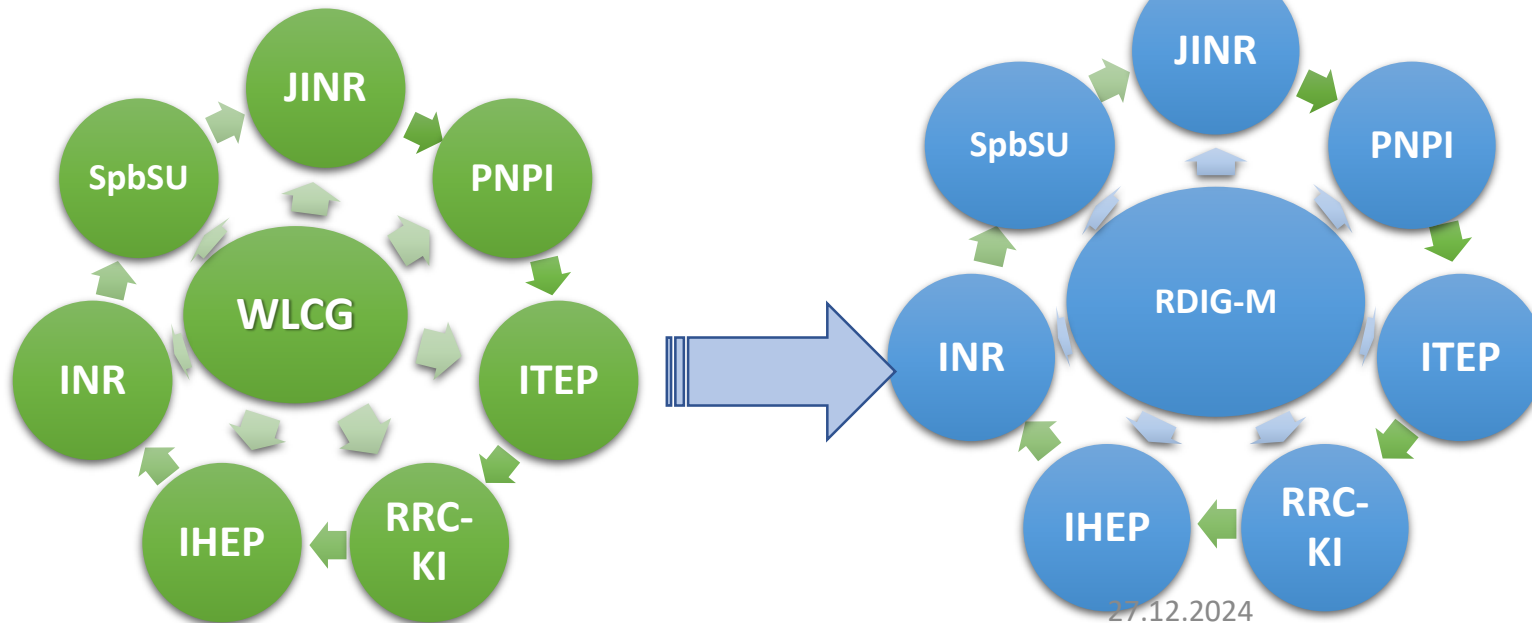 JINR
SpbSU
PNPI
WLCG
INR
ITEP
IHEP
RRC-
KI
JINR
SpbSU
PNPI
RDIG-M
INR
ITEP
IHEP
RRC-
KI
27.12.2024